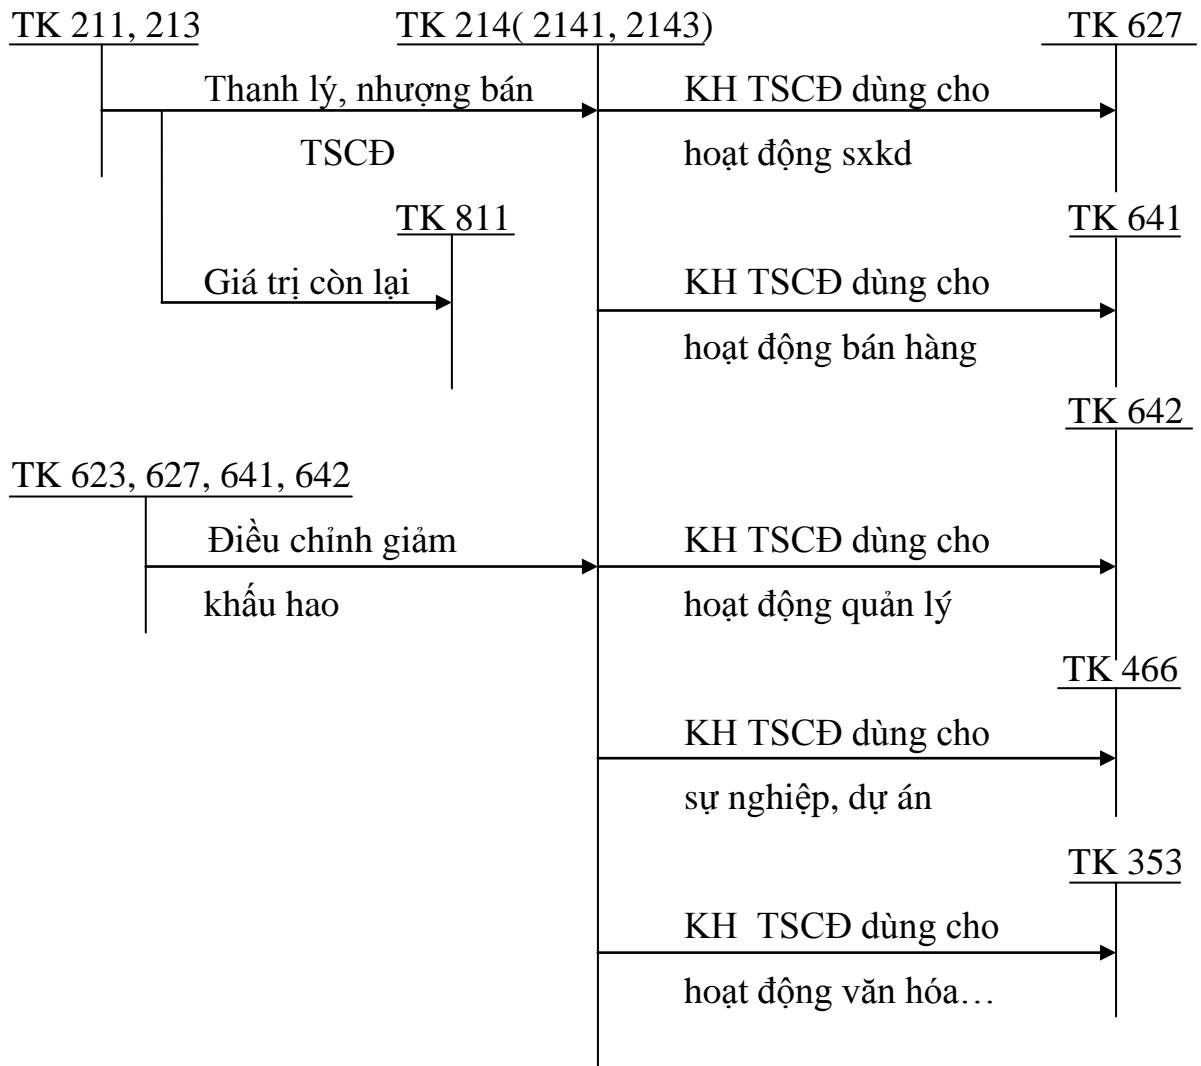 TK 211, 213 TK 214( 2141, 2143) TK 627
Thanh lý, nhượng bán KH TSCĐ dùng cho
TSCĐ hoạt động sxkd
TK 811 TK 641
Giá trị còn lại KH TSCĐ dùng cho
hoạt động bán hàng
TK 642
TK 623, 627, 641, 642
Điều chỉnh giảm KH TSCĐ dùng cho
khấu hao hoạt động quản lý
TK 466
KH TSCĐ dùng cho
sự nghiệp, dự án
TK 353
KH TSCĐ dùng cho
hoạt động văn hóa…